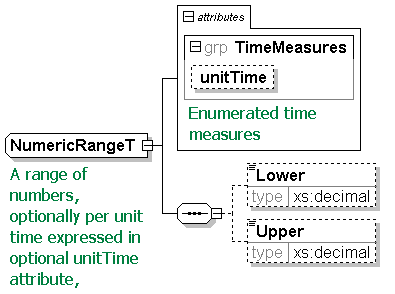 attributes
grp TimeMeasures
unitTime
Enumerated time
measures
NumericRangeT
A range of
numbers,
optionally per unit
time expressed in
optional unitTime
attribute,
Lower
type xs:decimal
Upper
type xs:decimal